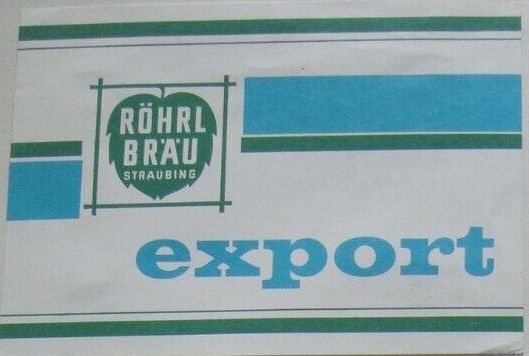 RÖHRL
BRÄU
STRAUBING
export